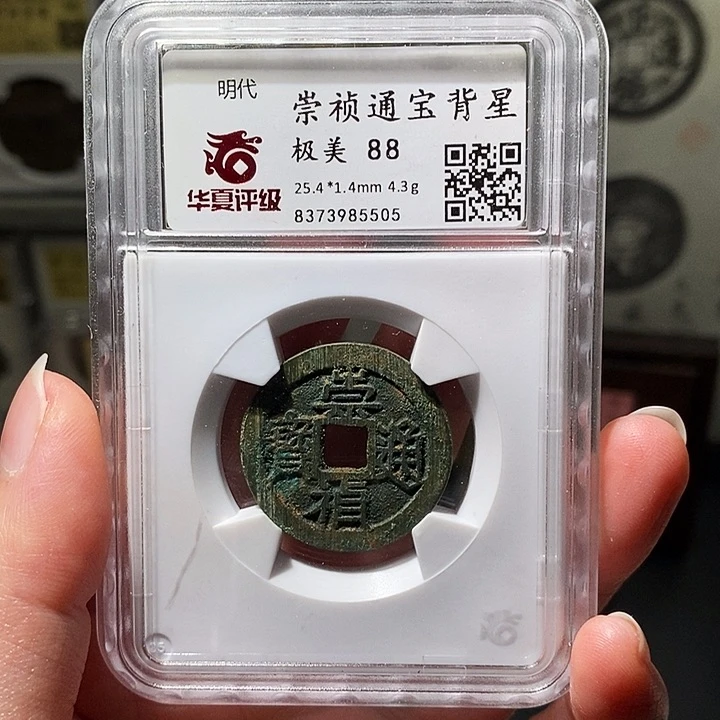 明代
崇祯通宝背星
极美 88
华夏评级
25.4*1.4mm 4.3g
8373985505
崇
寶 通
禎